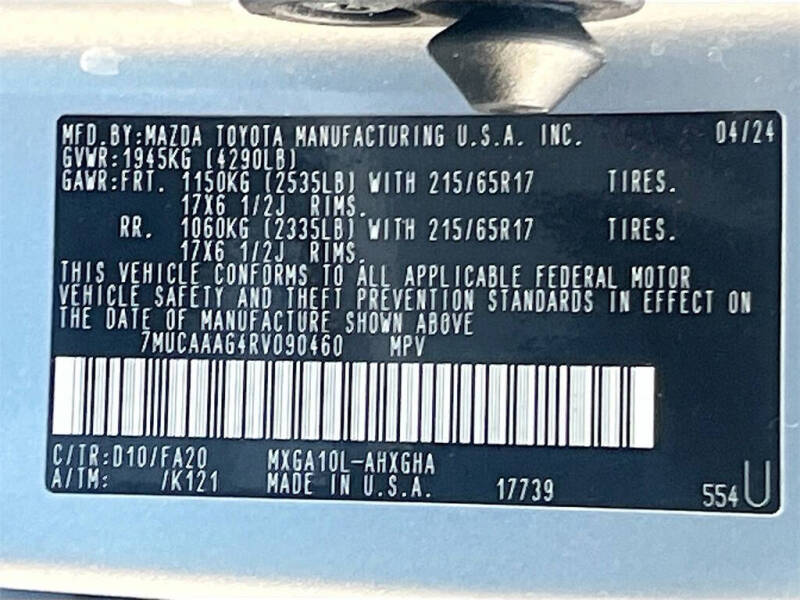 MFD.BY:MAZDA TOYOTA MANUFACTURING U.S.A. INC. 04/24
GVWR:1945KG (4290LB)
GAWR:FRT. 1150KG (2535LB) WITH 215/65R17 TIRES.
17X6 1/2J RIMS.
RR. 1060KG (2335LB) WITH 215/65R17 TIRES.
17X6 1/2J RIMS.
THIS VEHICLE CONFORMS TO ALL APPLICABLE FEDERAL MOTOR
VEHICLE SAFETY AND THEFT PREVENTION STANDARDS IN EFFECT ON
THE DATE OF MANUFACTURE SHOWN ABOVE
7MUCAAAG4RV090460 MPV
C/TR:D10/FA20 MXGA10L-AHXGHA
A/TM: /K121 MADE IN U.S.A. 17739 554 U